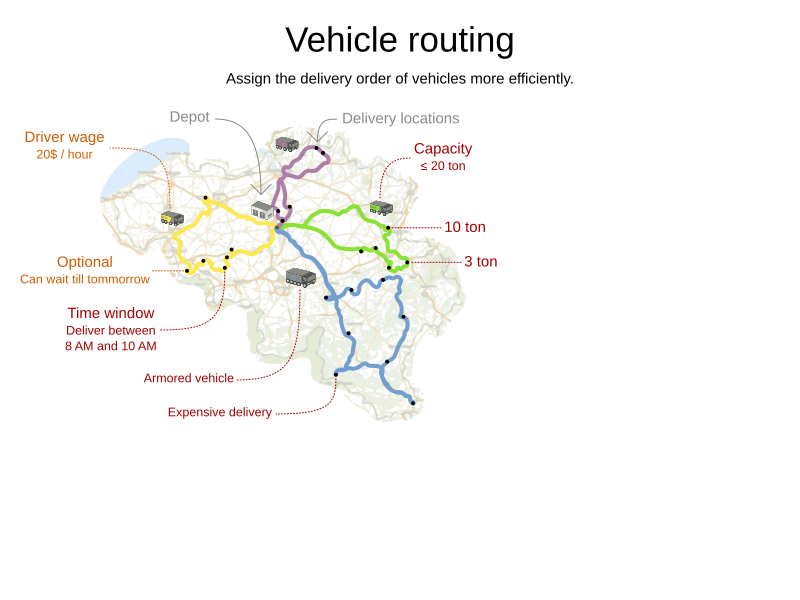 Vehicle routing
Assign the delivery order of vehicles more efficiently.
Depot
Delivery locations
Driver wage
20$ / hour
Capacity
≤ 20 ton
10 ton
Optional
Can wait till tommorrow
3 ton
Time window
Deliver between
8 AM and 10 AM
Armored vehicle
Expensive delivery